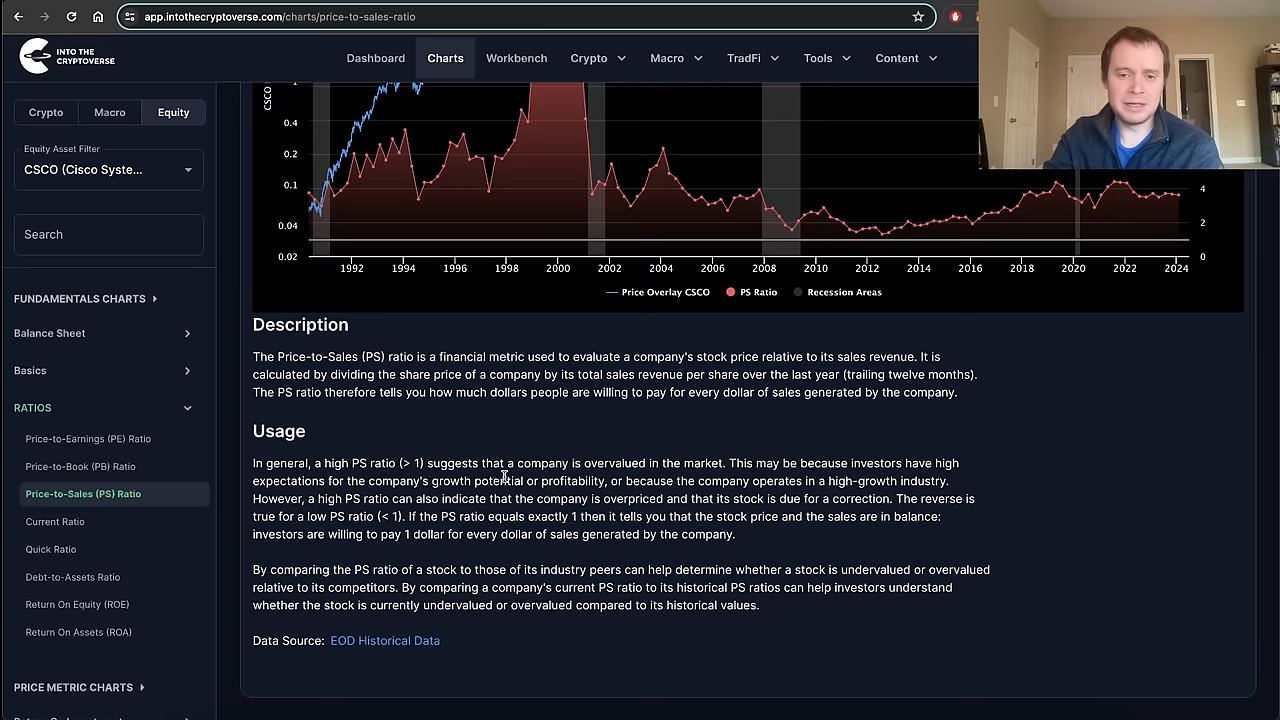 app.intothecryptoverse.com/charts/price-to-sales-ratio
INTO THE
CRYPTOVERSE
Dashboard
Charts
Workbench
Crypto
Macro
TradFi
Tools
Content
Crypto
Macro
Equity
Equity Asset Filter
CSCO (Cisco Syste...
Search
FUNDAMENTALS CHARTS
Balance Sheet
Basics
RATIOS
Price-to-Earnings (PE) Ratio
Price-to-Book (PB) Ratio
Price-to-Sales (PS) Ratio
Current Ratio
Quick Ratio
Debt-to-Assets Ratio
Return On Equity (ROE)
Return On Assets (ROA)
PRICE METRIC CHARTS
CSCO
1
0.4
0.2
0.1
0.04
0.02
4
2
0
1992 1994 1996 1998 2000 2002 2004 2006 2008 2010 2012 2014 2016 2018 2020 2022 2024
Price Overlay CSCO PS Ratio Recession Areas
Description
The Price-to-Sales (PS) ratio is a financial metric used to evaluate a company's stock price relative to its sales revenue. It is
calculated by dividing the share price of a company by its total sales revenue per share over the last year (trailing twelve months).
The PS ratio therefore tells you how much dollars people are willing to pay for every dollar of sales generated by the company.
Usage
In general, a high PS ratio (> 1) suggests that a company is overvalued in the market. This may be because investors have high
expectations for the company's growth potential or profitability, or because the company operates in a high-growth industry.
However, a high PS ratio can also indicate that the company is overpriced and that its stock is due for a correction. The reverse is
true for a low PS ratio (< 1). If the PS ratio equals exactly 1 then it tells you that the stock price and the sales are in balance:
investors are willing to pay 1 dollar for every dollar of sales generated by the company.
By comparing the PS ratio of a stock to those of its industry peers can help determine whether a stock is undervalued or overvalued
relative to its competitors. By comparing a company's current PS ratio to its historical PS ratios can help investors understand
whether the stock is currently undervalued or overvalued compared to its historical values.
Data Source: EOD Historical Data